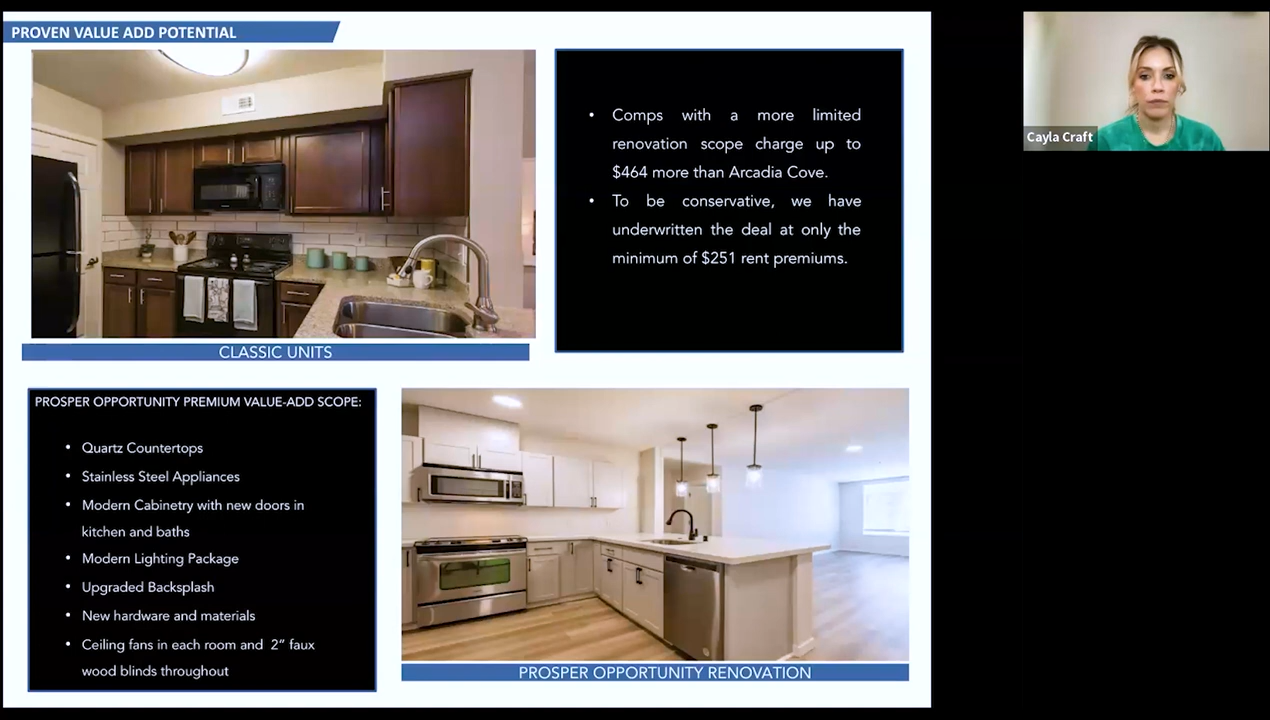 PROVEN VALUE ADD POTENTIAL
• Comps with a more limited
renovation scope charge up to
$464 more than Arcadia Cove.
• To be conservative, we have
underwritten the deal at only the
minimum of $251 rent premiums.
Cayla Craft
CLASSIC UNITS
PROSPER OPPORTUNITY PREMIUM VALUE-ADD SCOPE:
• Quartz Countertops
• Stainless Steel Appliances
• Modern Cabinetry with new doors in
kitchen and baths
• Modern Lighting Package
• Upgraded Backsplash
• New hardware and materials
• Ceiling fans in each room and 2” faux
wood blinds throughout
PROSPER OPPORTUNITY RENOVATION